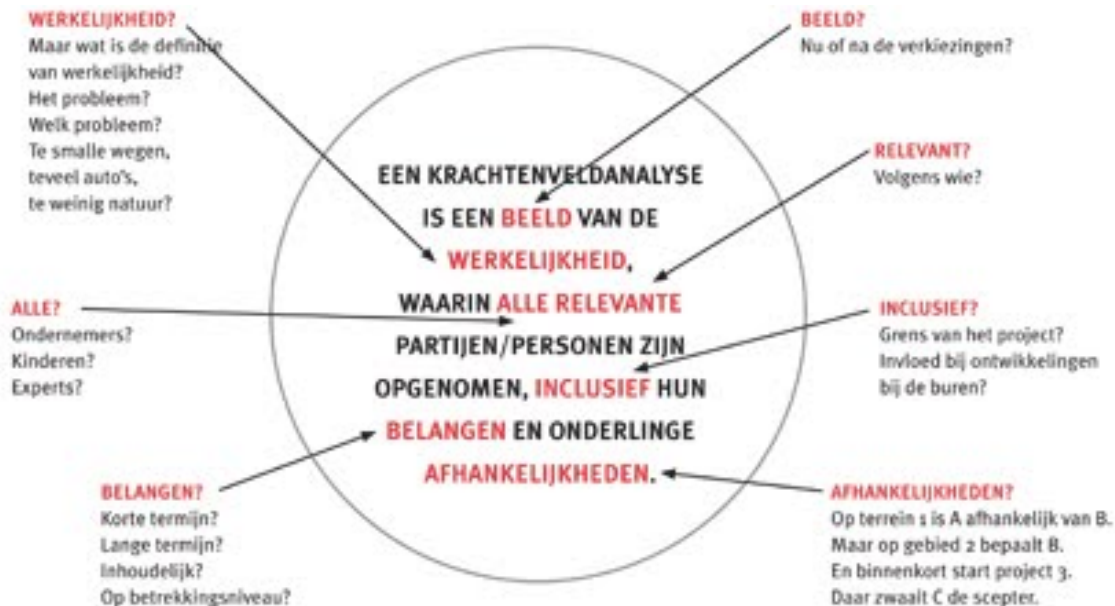 WERKELIJKHEID?
Maar wat is de definitie
van werkelijkheid?
Het probleem?
Welk probleem?
Te smalle wegen,
teveel auto's,
te weinig natuur?
BEELD?
Nu of na de verkiezingen?
RELEVANT?
Volgens wie?
EEN KRACHTENVELDANALYSE
IS EEN BEELD VAN DE
WERKELIJKHEID,
WAARIN ALLE RELEVANTE
PARTIJEN/PERSONEN ZIJN
OPGENOMEN, INCLUSIEF HUN
BELANGEN EN ONDERLINGE
AFHANKELIJKHEDEN.
ALLE?
Ondernemers?
Kinderen?
Experts?
INCLUSIEF?
Grens van het project?
Invloed bij ontwikkelingen
bij de buren?
BELANGEN?
Korte termijn?
Lange termijn?
Inhoudelijk?
Op betrekkingsniveau?
AFHANKELIJKHEDEN?
Op terrein 1 is A afhankelijk van B.
Maar op gebied 2 bepaalt B.
En binnenkort start project 3.
Daar zwaait C de scepter.